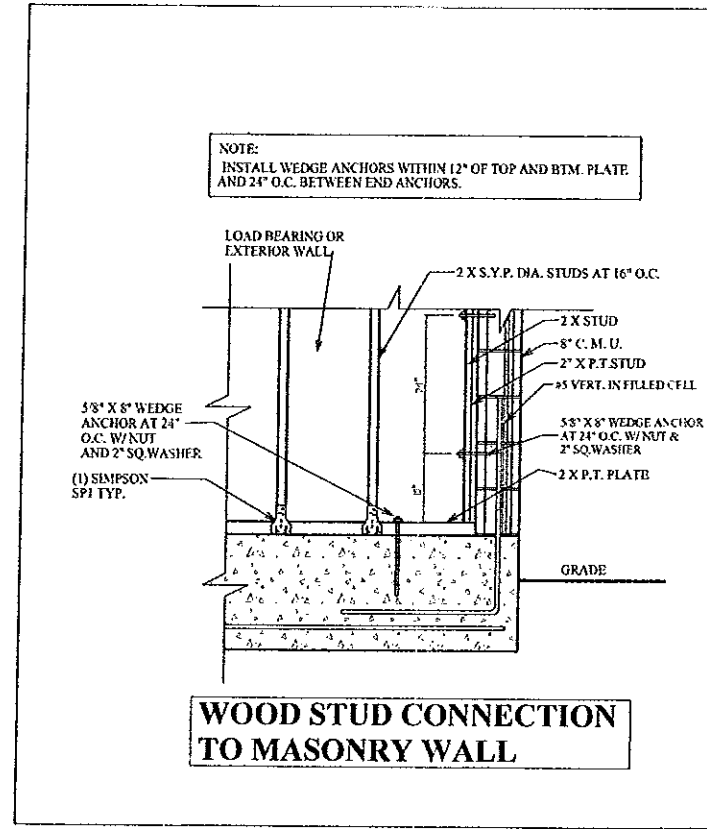 NOTE:
INSTALL WEDGE ANCHORS WITHIN 12" OF TOP AND BTM. PLATE
AND 24" O.C. BETWEEN END ANCHORS.
LOAD BEARING OR
EXTERIOR WALL
2 X S.Y.P. DIA. STUDS AT 16" O.C.
2 X STUD
8" C. M. U.
2" X P.T.STUD
#5 VERT. IN FILLED CELL
24"
5/8" X 8" WEDGE
ANCHOR AT 24"
O.C. W/ NUT
AND 2" SQ.WASHER
5/8" X 8" WEDGE ANCHOR
AT 24" O.C. W/ NUT &
2" SQ.WASHER
(1) SIMPSON
SP1 TYP.
2 X P.T. PLATE
GRADE
WOOD STUD CONNECTION
TO MASONRY WALL